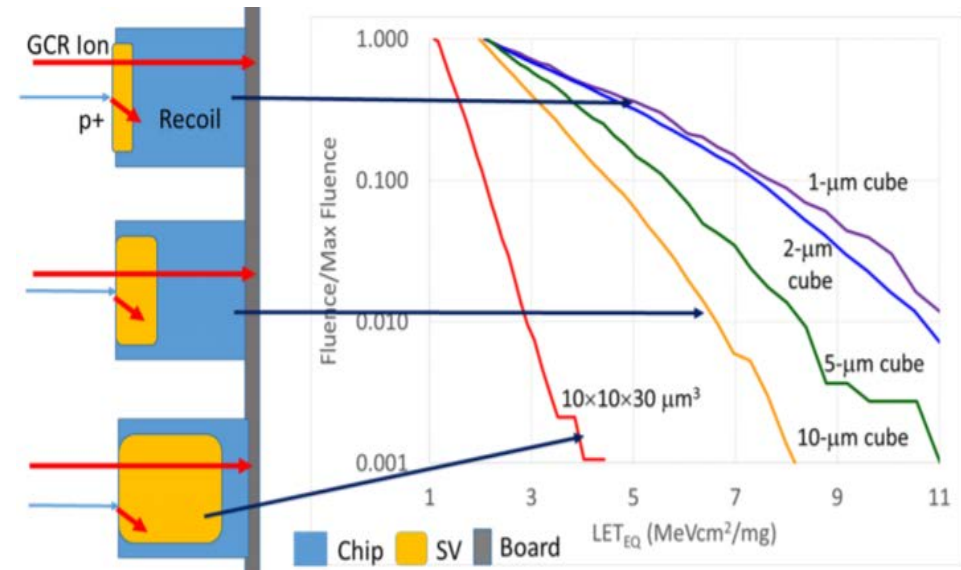 GCR Ion
p+
Recoil
Fluence/Max Fluence
1.000
0.100
0.010
0.001
1-μm cube
2-μm
cube
5-μm cube
10-μm cube
10×10×30 μm³
1 3 5 7 9 11
LET_EQ (MeVcm²/mg)
Chip SV Board